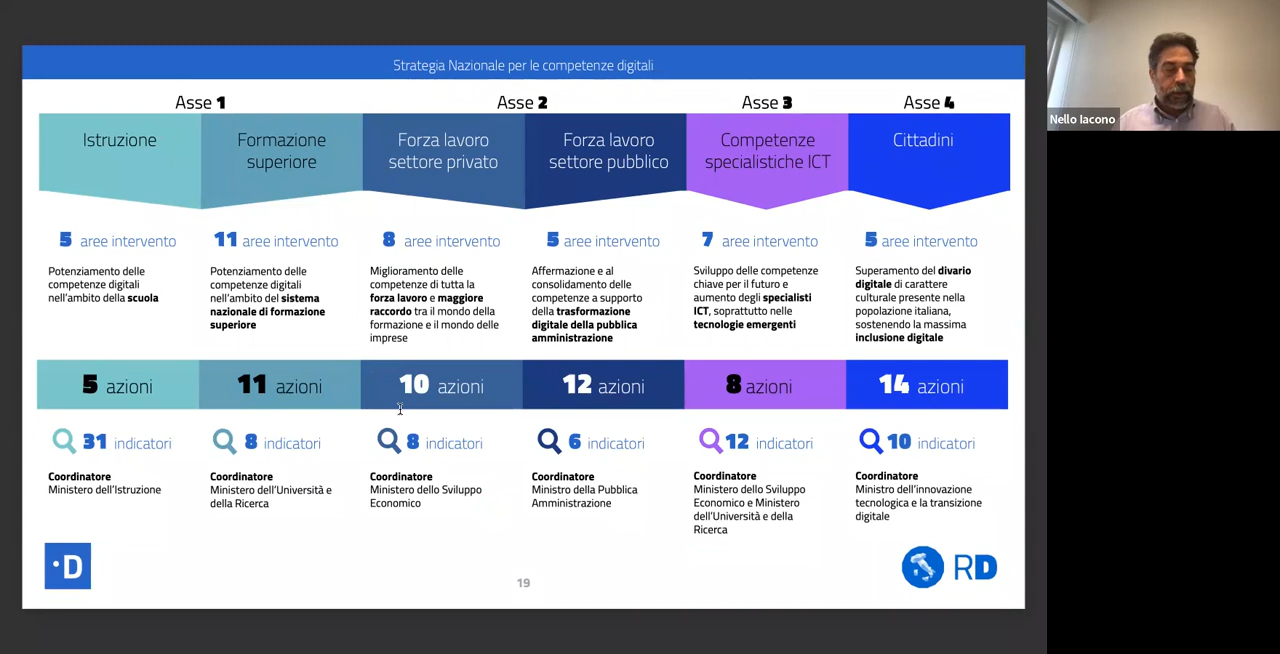 Strategia Nazionale per le competenze digitali
Asse 1
Asse 2
Asse 3
Asse 4
Istruzione
Formazione
superiore
Forza lavoro
settore privato
Forza lavoro
settore pubblico
Competenze
specialistiche ICT
Cittadini
5 aree intervento
11 aree intervento
8 aree intervento
5 aree intervento
7 aree intervento
5 aree intervento
Potenziamento delle
competenze digitali
nell'ambito della scuola
Potenziamento delle
competenze digitali
nell'ambito del sistema
nazionale di formazione
superiore
Miglioramento delle
competenze di tutta la
forza lavoro e maggiore
raccordo tra il mondo della
formazione e il mondo delle
imprese
Affermazione e al
consolidamento delle
competenze a supporto
della trasformazione
digitale della pubblica
amministrazione
Sviluppo delle competenze
chiave per il futuro e
aumento degli specialisti
ICT, soprattutto nelle
tecnologie emergenti
Superamento del divario
digitale di carattere
culturale presente nella
popolazione italiana,
sostenendo la massima
inclusione digitale
5 azioni
11 azioni
10 azioni
12 azioni
8 azioni
14 azioni
31 indicatori
8 indicatori
8 indicatori
6 indicatori
12 indicatori
10 indicatori
Coordinatore
Ministero dell'Istruzione
Coordinatore
Ministero dell'Università e
della Ricerca
Coordinatore
Ministero dello Sviluppo
Economico
Coordinatore
Ministro della Pubblica
Amministrazione
Coordinatore
Ministero dello Sviluppo
Economico e Ministero
dell'Università e della
Ricerca
Coordinatore
Ministro dell'innovazione
tecnologica e la transizione
digitale
·D
19
RD
Nello Iacono